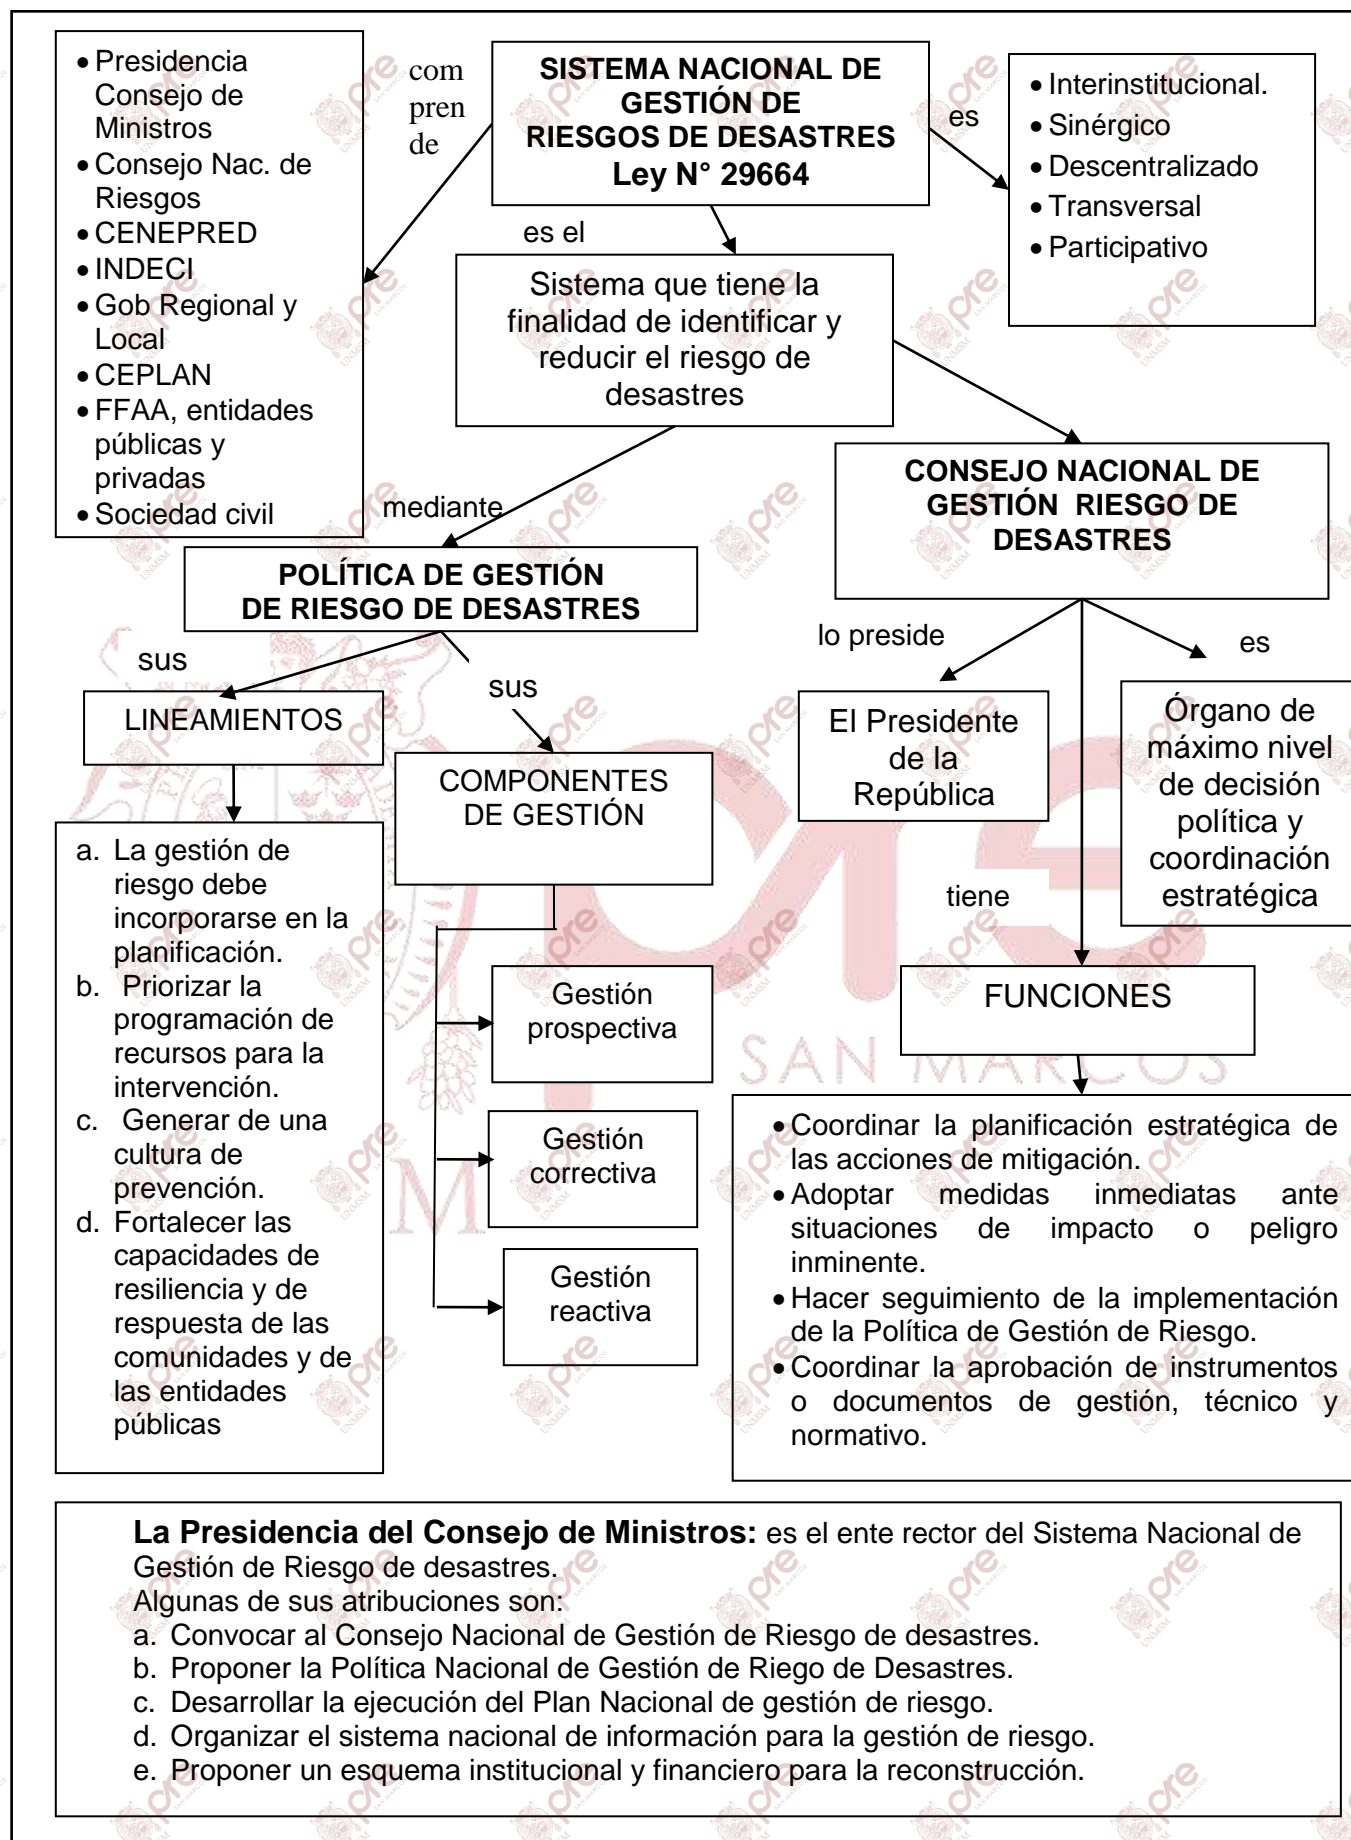 • Presidencia
Consejo de
Ministros
• Consejo Nac. de
Riesgos
• CENEPRED
• INDECI
• Gob Regional y
Local
• CEPLAN
• FFAA, entidades
públicas y
privadas
• Sociedad civil
com
pren
de
SISTEMA NACIONAL DE
GESTIÓN DE
RIESGOS DE DESASTRES
Ley N° 29664
es
• Interinstitucional.
• Sinérgico
• Descentralizado
• Transversal
• Participativo
es el
Sistema que tiene la
finalidad de identificar y
reducir el riesgo de
desastres
mediante
POLÍTICA DE GESTIÓN
DE RIESGO DE DESASTRES
CONSEJO NACIONAL DE
GESTIÓN RIESGO DE
DESASTRES
sus
LINEAMIENTOS
sus
COMPONENTES
DE GESTIÓN
lo preside
El Presidente
de la
República
es
Órgano de
máximo nivel
de decisión
política y
coordinación
estratégica
a. La gestión de
riesgo debe
incorporarse en la
planificación.
b. Priorizar la
programación de
recursos para la
intervención.
c. Generar de una
cultura de
prevención.
d. Fortalecer las
capacidades de
resiliencia y de
respuesta de las
comunidades y de
las entidades
públicas
Gestión
prospectiva
Gestión
correctiva
Gestión
reactiva
tiene
FUNCIONES
• Coordinar la planificación estratégica de
las acciones de mitigación.
• Adoptar medidas inmediatas ante
situaciones de impacto o peligro
inminente.
• Hacer seguimiento de la implementación
de la Política de Gestión de Riesgo.
• Coordinar la aprobación de instrumentos
o documentos de gestión, técnico y
normativo.
La Presidencia del Consejo de Ministros: es el ente rector del Sistema Nacional de
Gestión de Riesgo de desastres.
Algunas de sus atribuciones son:
a. Convocar al Consejo Nacional de Gestión de Riesgo de desastres.
b. Proponer la Política Nacional de Gestión de Riego de Desastres.
c. Desarrollar la ejecución del Plan Nacional de gestión de riesgo.
d. Organizar el sistema nacional de información para la gestión de riesgo.
e. Proponer un esquema institucional y financiero para la reconstrucción.
pre
SAN MARCOS
UNMSM